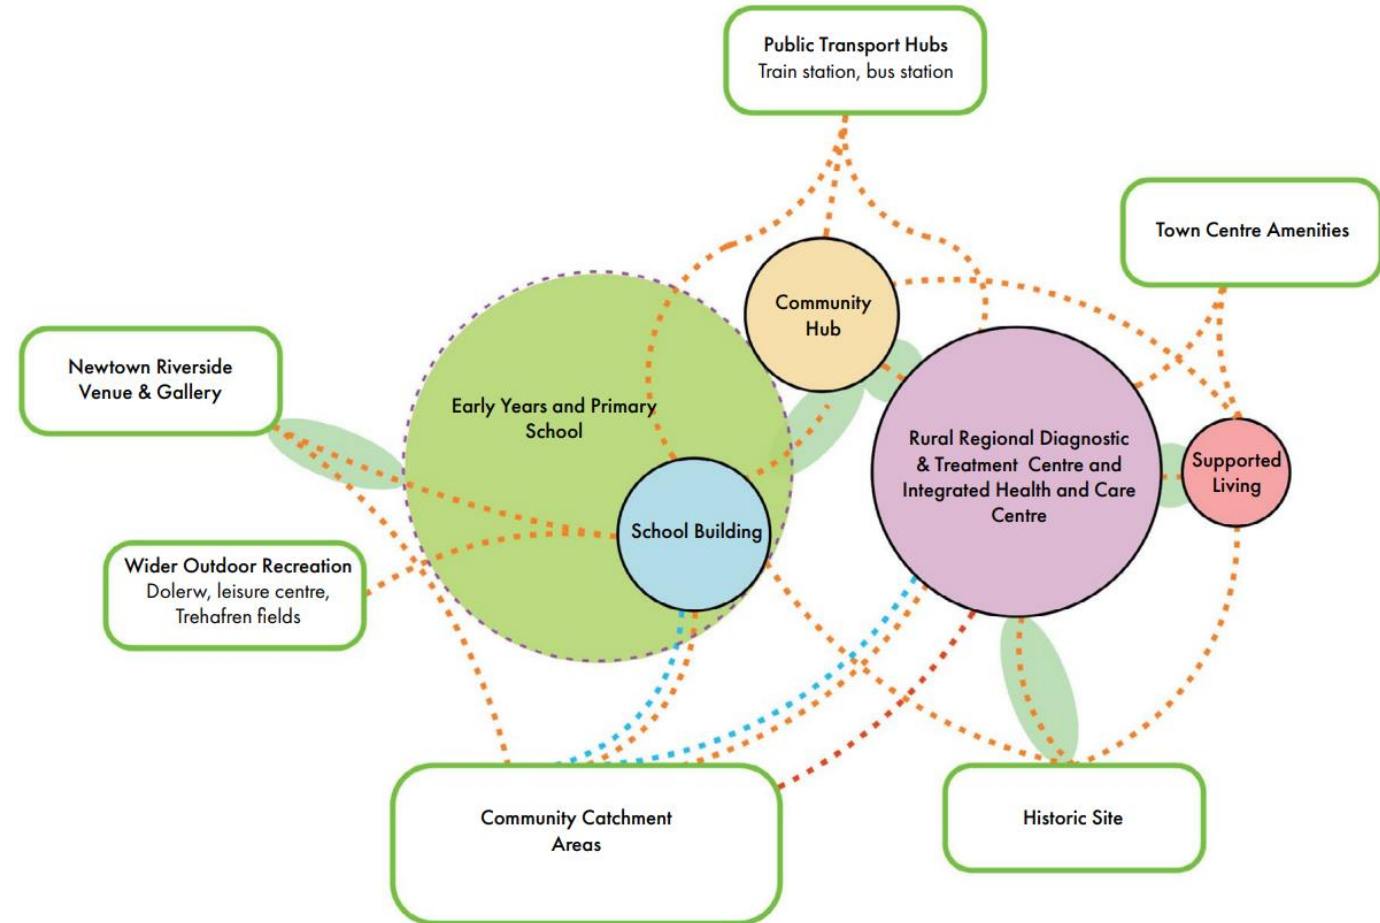 Public Transport Hubs
Train station, bus station
Town Centre Amenities
Community
Hub
Newtown Riverside
Venue & Gallery
Early Years and Primary
School
Rural Regional Diagnostic
& Treatment Centre and
Integrated Health and Care
Centre
Supported
Living
School Building
Wider Outdoor Recreation
Dolerw, leisure centre,
Trehafren fields
Community Catchment
Areas
Historic Site